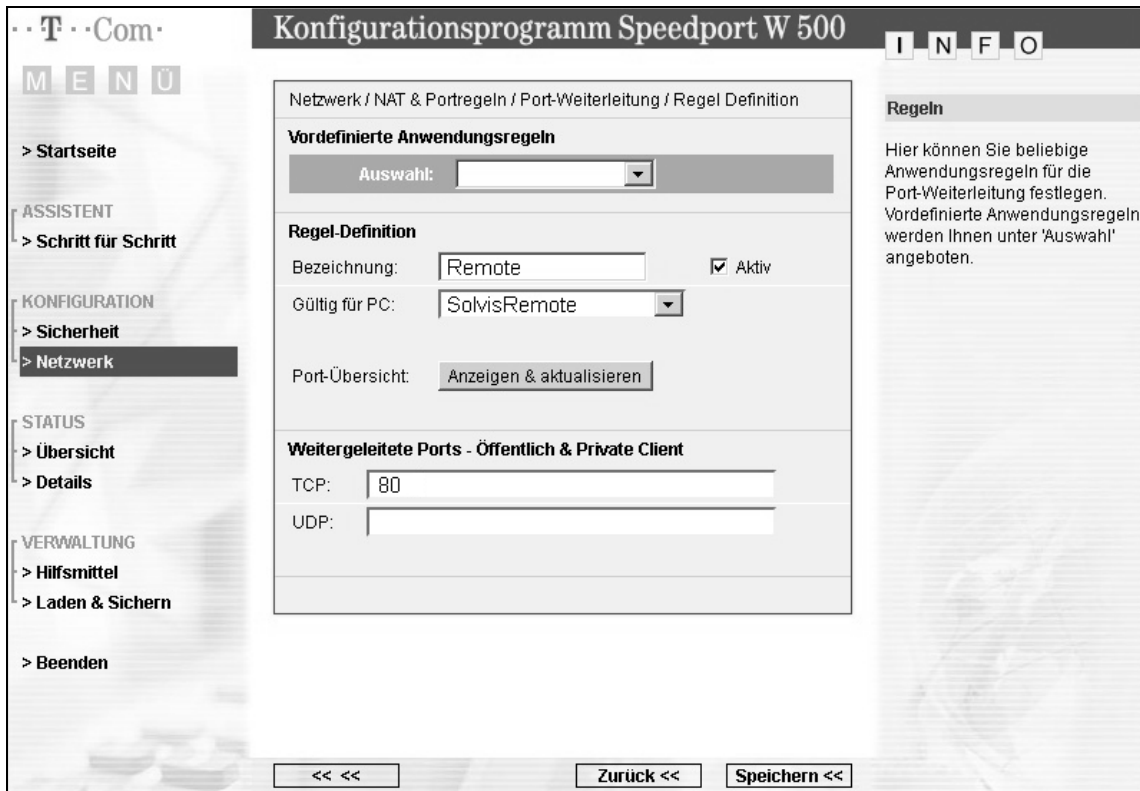 ··T··Com·
Konfigurationsprogramm Speedport W 500
INFO
MENÜ
> Startseite
ASSISTENT
> Schritt für Schritt
KONFIGURATION
> Sicherheit
> Netzwerk
STATUS
> Übersicht
> Details
VERWALTUNG
> Hilfsmittel
> Laden & Sichern
> Beenden
Netzwerk / NAT & Portregeln / Port-Weiterleitung / Regel Definition
Vordefinierte Anwendungsregeln
Auswahl:
Regel-Definition
Bezeichnung: Remote Aktiv
Gültig für PC: SolvisRemote
Port-Übersicht: Anzeigen & aktualisieren
Weitergeleitete Ports - Öffentlich & Private Client
TCP: 80
UDP:
<< <<
Zurück <<
Speichern <<
Regeln
Hier können Sie beliebige
Anwendungsregeln für die
Port-Weiterleitung festlegen.
Vordefinierte Anwendungsregeln
werden Ihnen unter 'Auswahl'
angeboten.